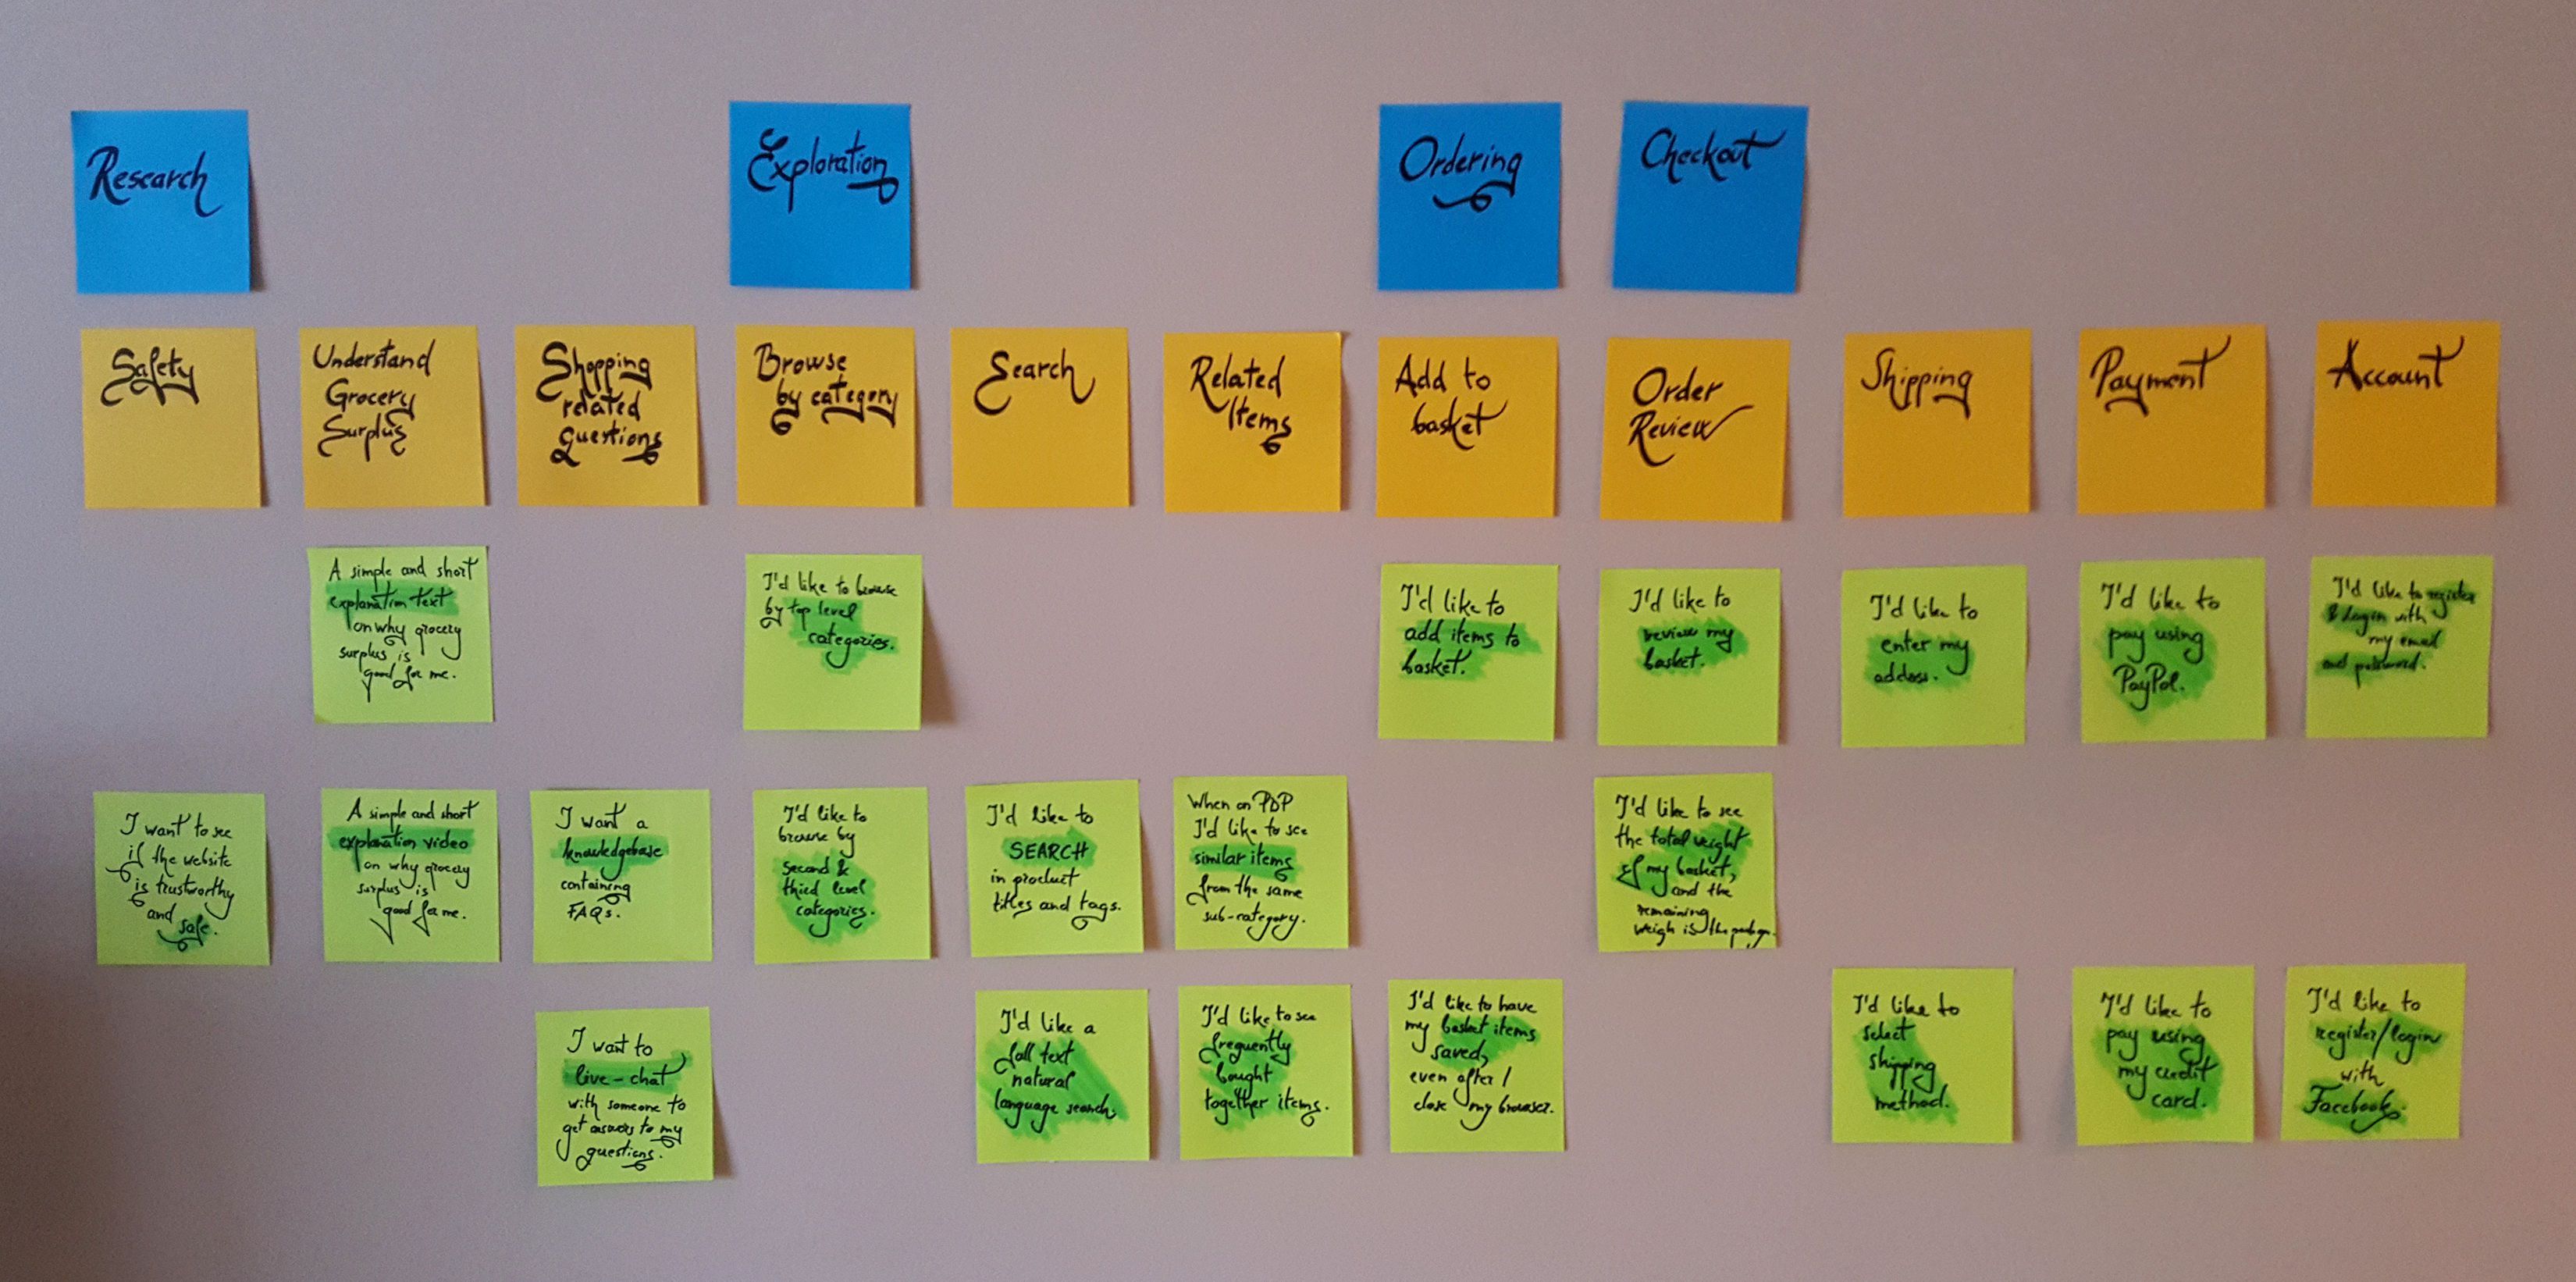 Research
Exploration
Ordering
Checkout
Safety
Understand
Grocery
Surplus
Shopping
related
questions
Browse
by category
Search
Related
Items
Add to
basket
Order
Review
Shipping
Payment
Account
A simple and short
explanation text
on why grocery
surplus is
good for me.
I'd like to browse
by top level
categories.
I'd like to
add items to
basket.
I'd like to
review my
basket.
I'd like to
enter my
address.
I'd like to
pay using
PayPal.
I'd like to register
& login with
my email
and password.
I want to see
if the website
is trustworthy
and
safe.
A simple and short
explanation video
on why grocery
surplus is
good for me.
I want a
knowledgebase
containing
FAQs.
I'd like to
browse by
second &
third level
categories.
I'd like to
SEARCH
in product
titles and tags.
When on PDP
I'd like to see
similar items
from the same
sub-category.
I'd like to see
the total weight
of my basket,
and the
remaining
weigh is the
I want to
live-chat
with someone to
get answers to my
questions.
I'd like a
full text
natural
language search.
I'd like to see
frequently
bought
together items.
I'd like to have
my basket items
saved,
even after I
close my browser.
I'd like to
select
shipping
method.
I'd like to
pay using
my credit
card.
I'd like to
register/login
with
Facebook.